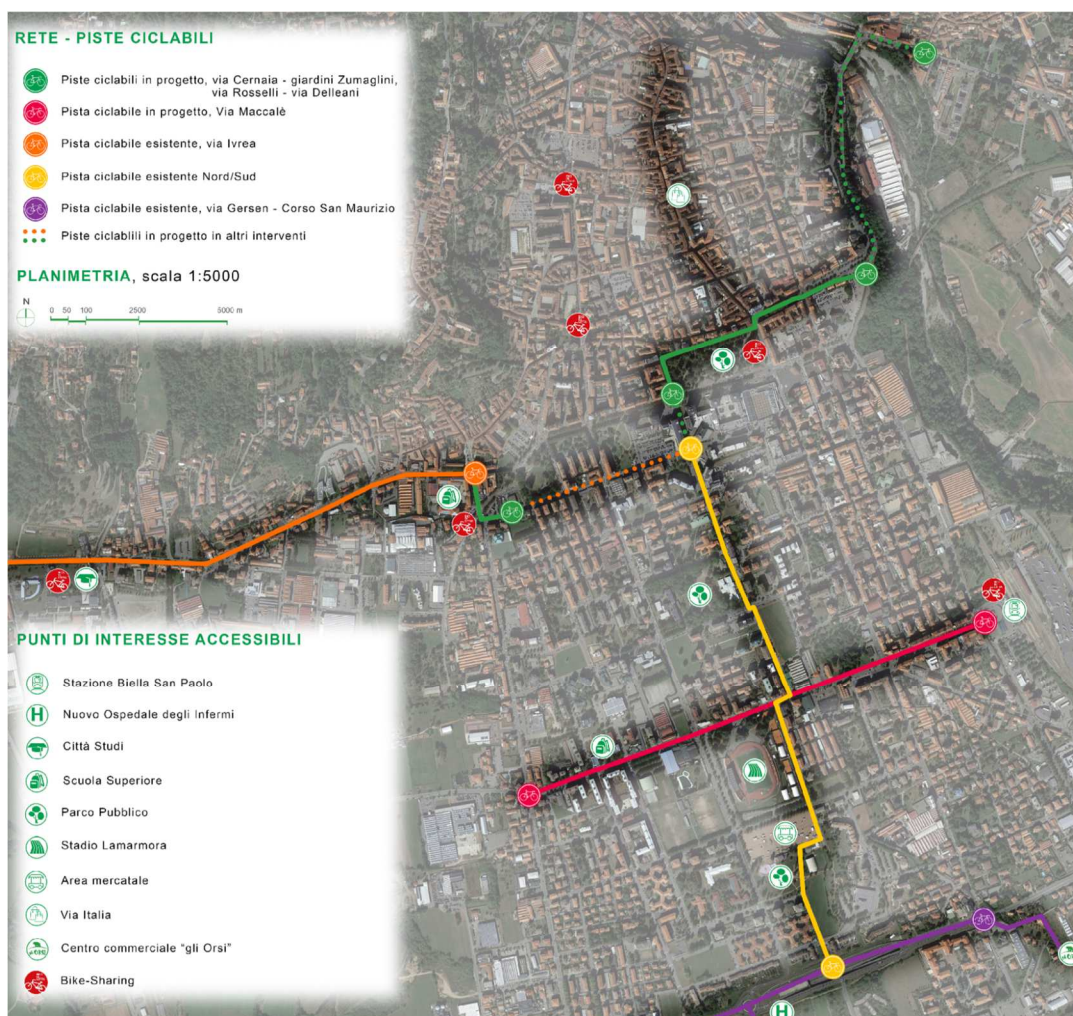 RETE - PISTE CICLABILI
Piste ciclabili in progetto, via Cernaia - giardini Zumaglini,
via Rosselli - via Delleani
Pista ciclabile in progetto, Via Maccalè
Pista ciclabile esistente, via Ivrea
Pista ciclabile esistente Nord/Sud
Pista ciclabile esistente, via Gersen - Corso San Maurizio
Piste ciclablili in progetto in altri interventi
PLANIMETRIA, scala 1:5000
N
0 50 100 2500 5000 m
PUNTI DI INTERESSE ACCESSIBILI
Stazione Biella San Paolo
H Nuovo Ospedale degli Infermi
Città Studi
Scuola Superiore
Parco Pubblico
Stadio Lamarmora
Area mercatale
Via Italia
Centro commerciale "gli Orsi"
Bike-Sharing
H